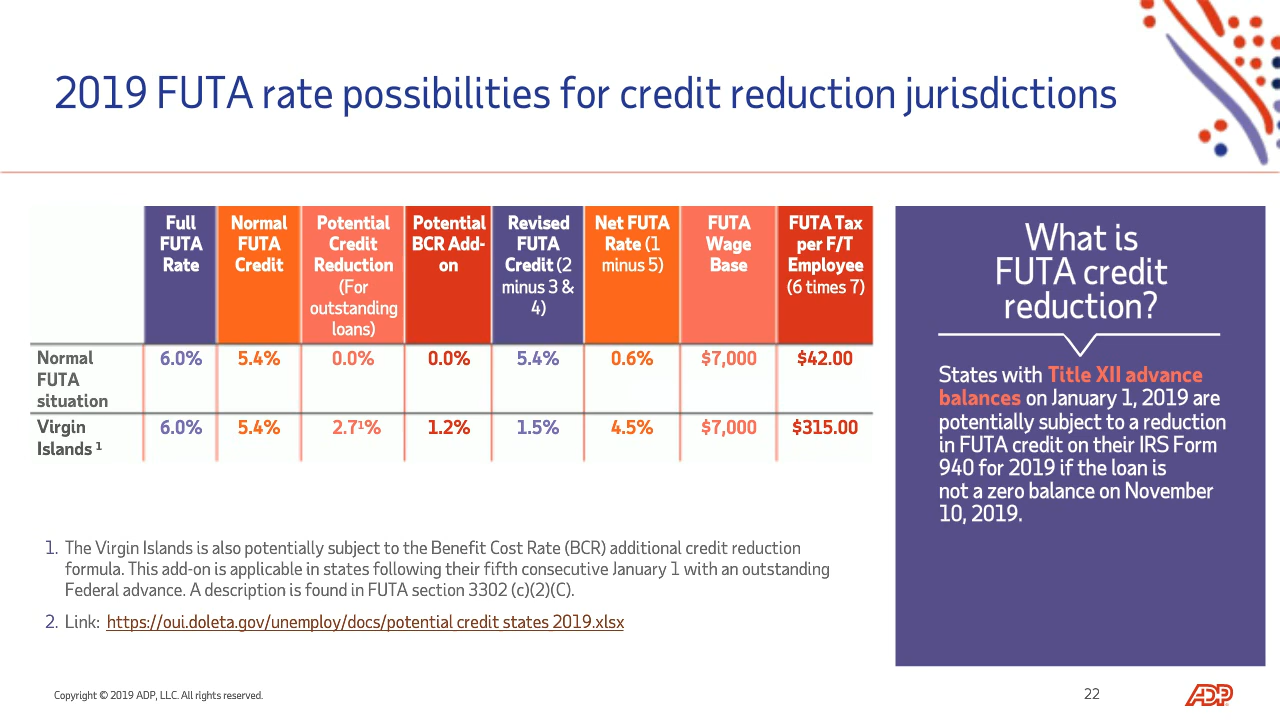 2019 FUTA rate possibilities for credit reduction jurisdictions
Full
FUTA
Rate
Normal
FUTA
Credit
Potential
Credit
Reduction
(For
outstanding
loans)
Potential
BCR Add-
on
Revised
FUTA
Credit (2
minus 3 &
4)
Net FUTA
Rate (1
minus 5)
FUTA
Wage
Base
FUTA Tax
per F/T
Employee
(6 times 7)
Normal
FUTA
situation
6.0%
5.4%
0.0%
0.0%
5.4%
0.6%
$7,000
$42.00
Virgin
Islands ¹
6.0%
5.4%
2.7¹%
1.2%
1.5%
4.5%
$7,000
$315.00
1. The Virgin Islands is also potentially subject to the Benefit Cost Rate (BCR) additional credit reduction
formula. This add-on is applicable in states following their fifth consecutive January 1 with an outstanding
Federal advance. A description is found in FUTA section 3302 (c)(2)(C).
2. Link: https://oui.doleta.gov/unemploy/docs/potential credit states 2019.xlsx
What is
FUTA credit
reduction?
States with Title XII advance
balances on January 1, 2019 are
potentially subject to a reduction
in FUTA credit on their IRS Form
940 for 2019 if the loan is
not a zero balance on November
10, 2019.
Copyright © 2019 ADP, LLC. All rights reserved.
22
ADP